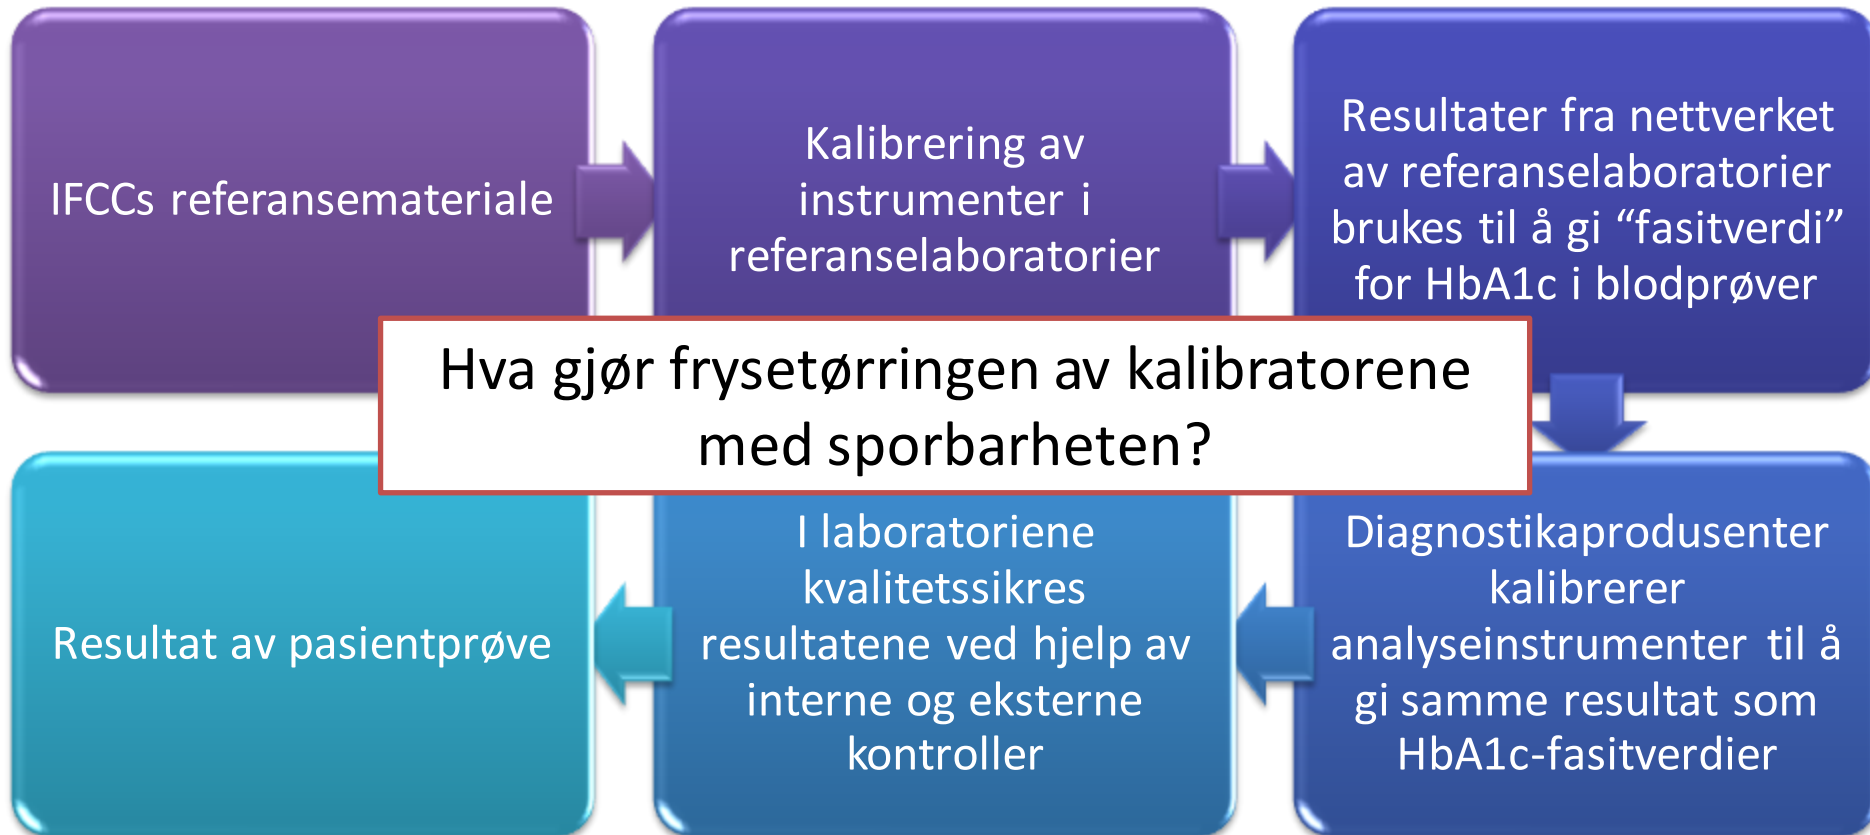 IFCCs referansemateriale
Kalibrering av
instrumenter i
referanselaboratorier
Resultater fra nettverket
av referanselaboratorier
brukes til å gi “fasitverdi”
for HbA1c i blodprøver
Hva gjør frysetørringen av kalibratorene
med sporbarheten?
Diagnostikaprodusenter
kalibrerer
analyseinstrumenter til å
gi samme resultat som
HbA1c-fasitverdier
I laboratoriene
kvalitetssikres
resultatene ved hjelp av
interne og eksterne
kontroller
Resultat av pasientprøve